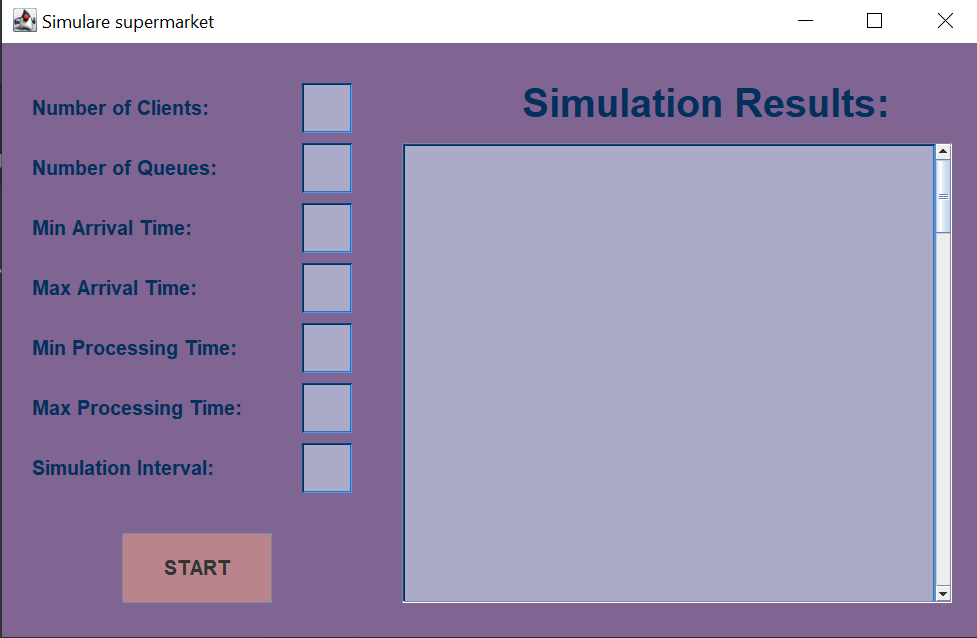 Simulare supermarket
Number of Clients:
Number of Queues:
Min Arrival Time:
Max Arrival Time:
Min Processing Time:
Max Processing Time:
Simulation Interval:
START
Simulation Results: